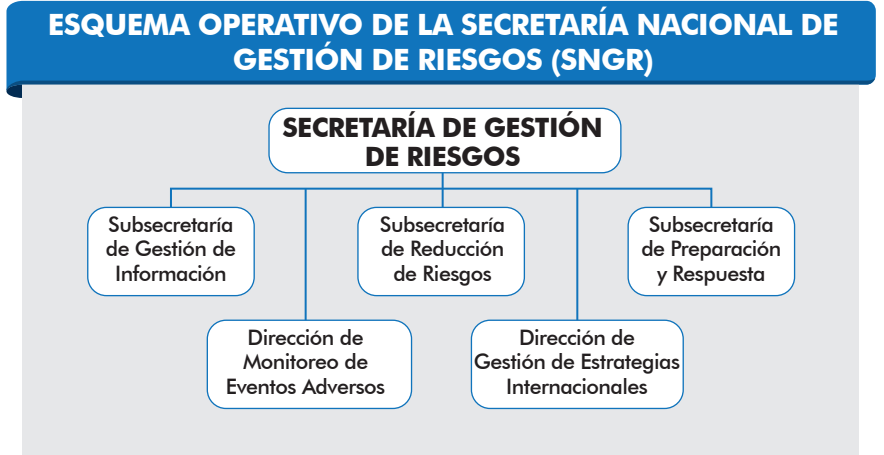 ESQUEMA OPERATIVO DE LA SECRETARÍA NACIONAL DE
GESTIÓN DE RIESGOS (SNGR)
SECRETARÍA DE GESTIÓN
DE RIESGOS
Subsecretaría
de Gestión de
Información
Subsecretaría
de Reducción
de Riesgos
Subsecretaría
de Preparación
y Respuesta
Dirección de
Monitoreo de
Eventos Adversos
Dirección de
Gestión de Estrategias
Internacionales